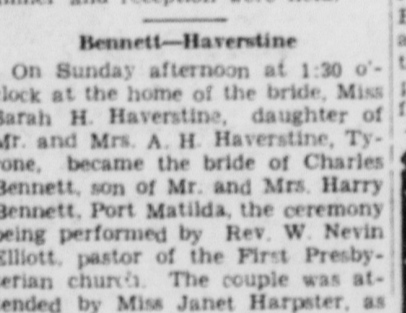 Bennett—Haverstine
On Sunday afternoon at 1:30 o'-
clock at the home of the bride, Miss
Sarah H. Haverstine, daughter of
Mr. and Mrs. A. H. Haverstine, Ty-
rone, became the bride of Charles
Bennett, son of Mr. and Mrs. Harry
Bennett, Port Matilda, the ceremony
being performed by Rev. W. Nevin
Elliott, pastor of the First Presby-
terian church. The couple was at-
tended by Miss Janet Harpster, as